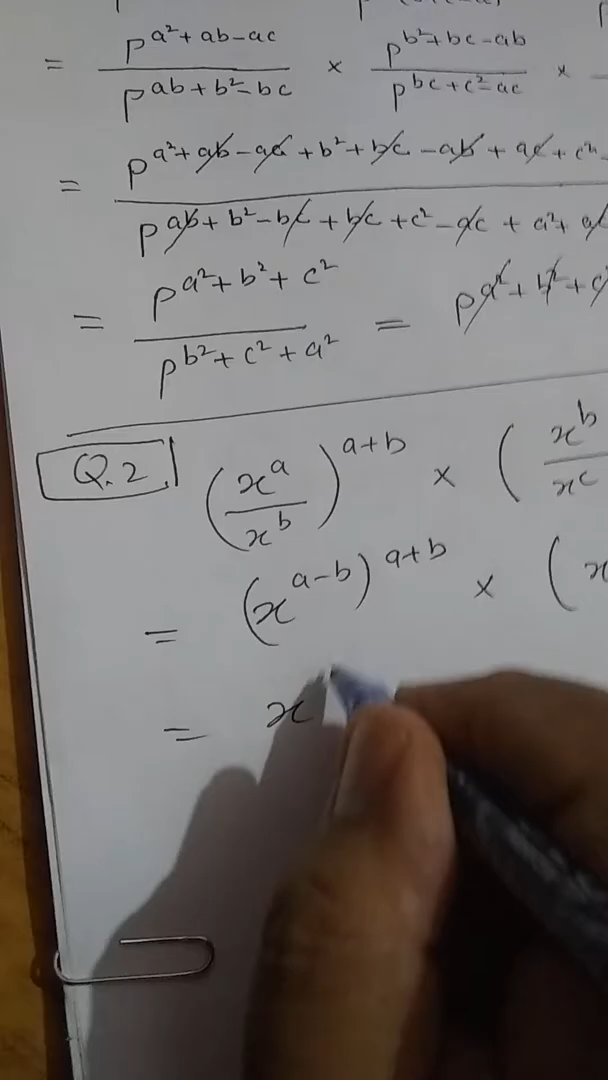 = p^(a²+ab-ac) / p^(ab+b²-bc) × p^(b²+bc-ab) / p^(bc+c²-ac) ×
= p^(a²+ab-ac+b²+bc-ab+ac+c²- / p^(ab+b²-bc+bc+c²-ac+a²+
= p^(a²+b²+c²) / p^(b²+c²+a²) = p^(a²+b²+
Q.2 (x^a / x^b)^(a+b) × (x^b / x^c
= (x^(a-b))^(a+b) × (x
= x